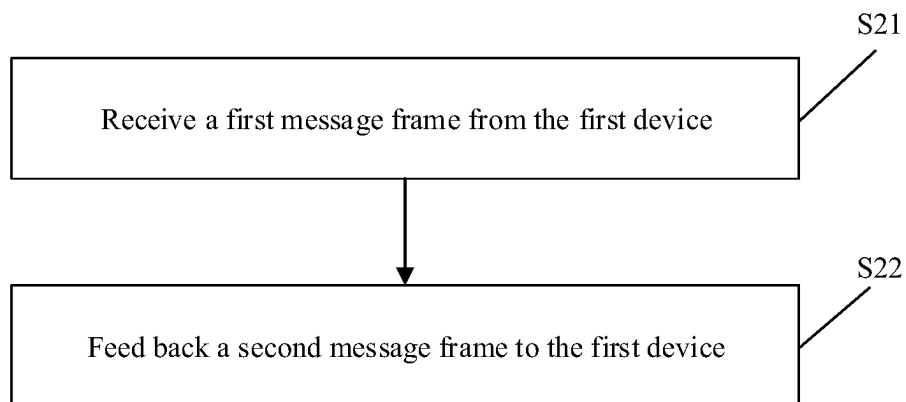 S21
Receive a first message frame from the first device
S22
Feed back a second message frame to the first device